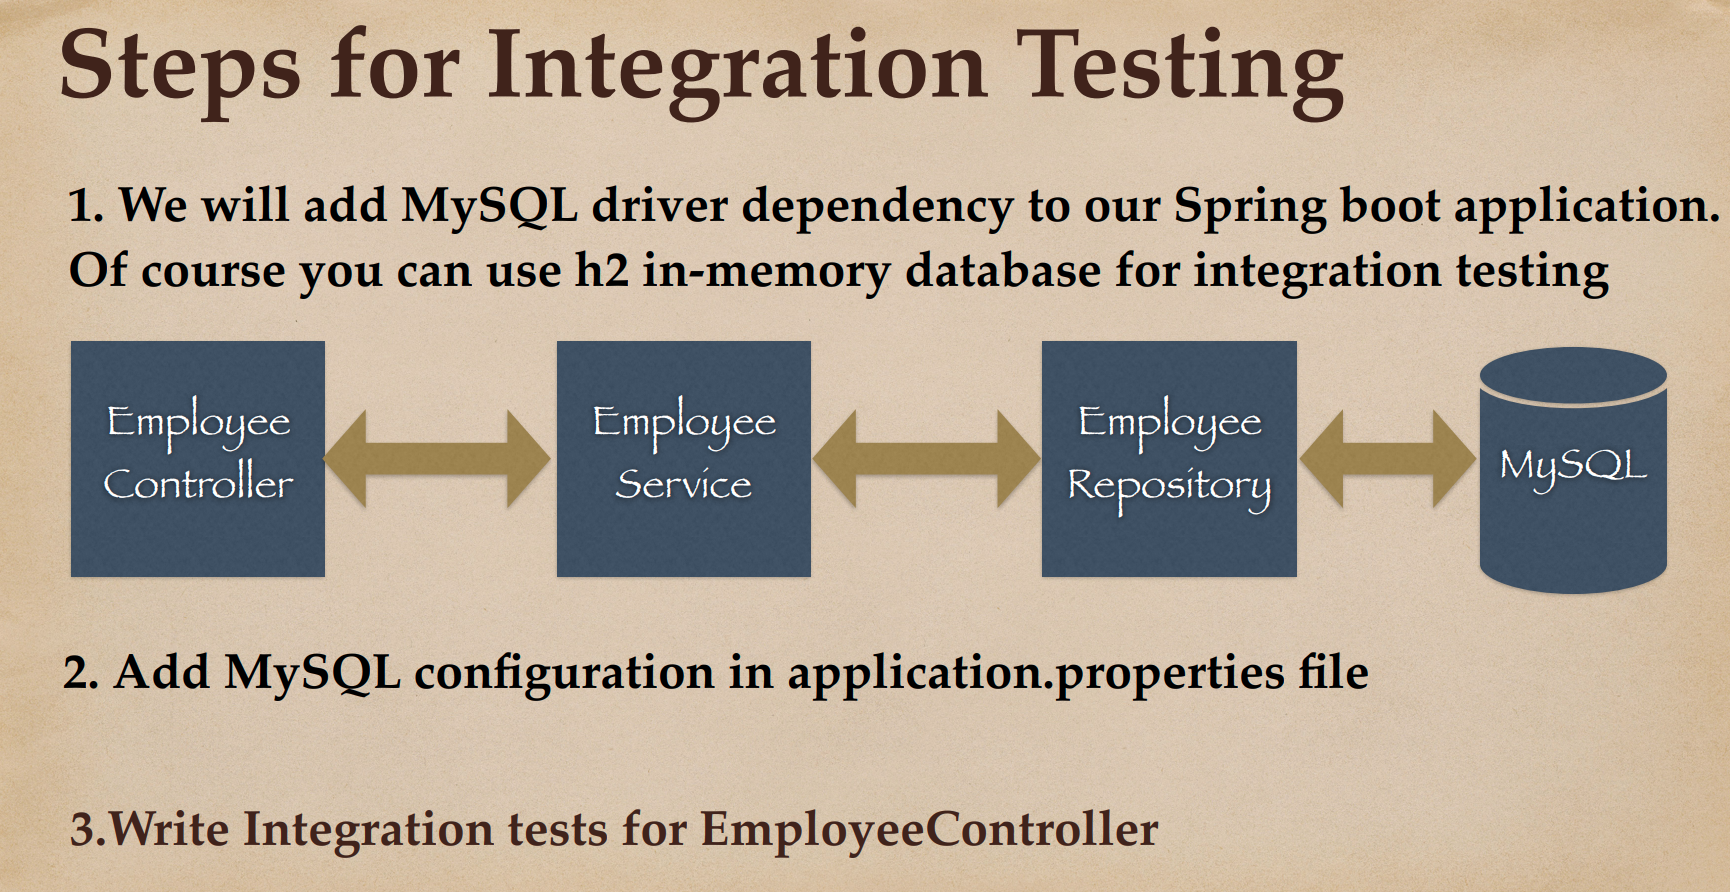 Steps for Integration Testing
1. We will add MySQL driver dependency to our Spring boot application.
Of course you can use h2 in-memory database for integration testing
Employee
Controller
Employee
Service
Employee
Repository
MySQL
2. Add MySQL configuration in application.properties file
3.Write Integration tests for EmployeeController